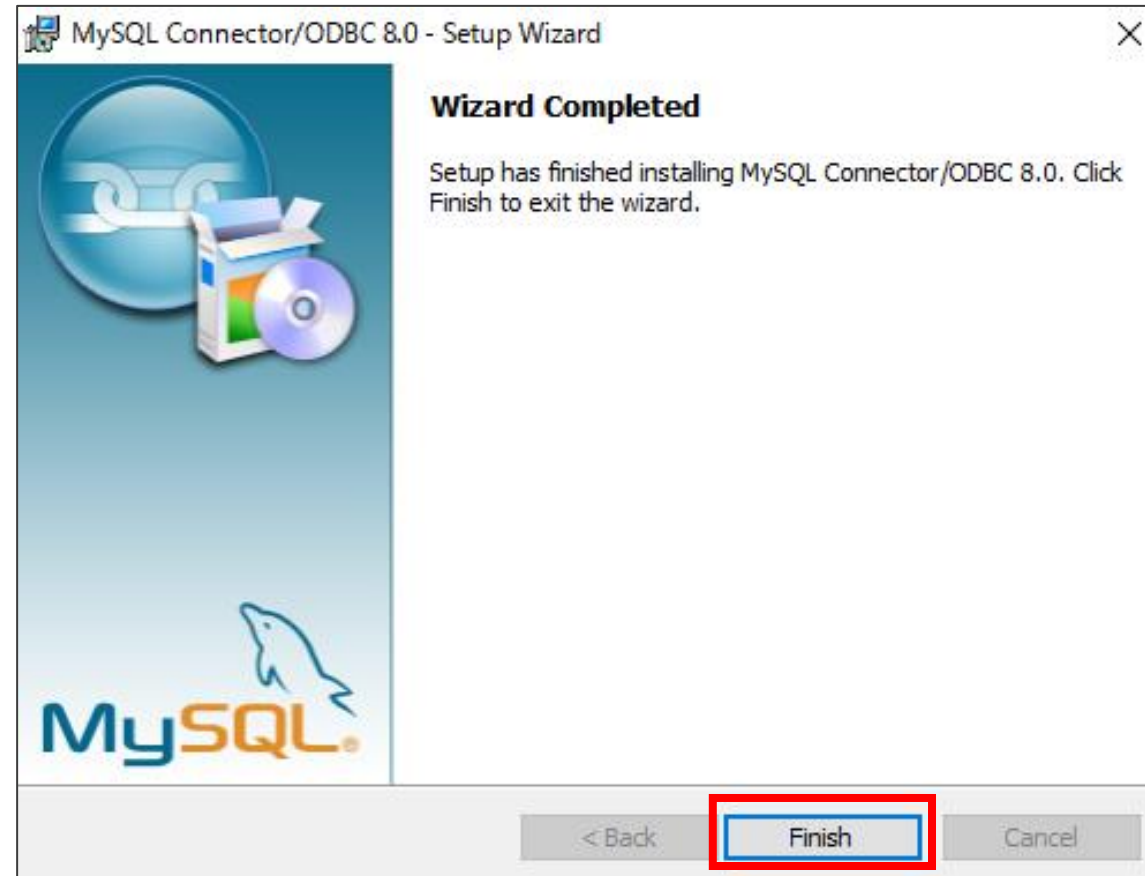 MySQL Connector/ODBC 8.0 - Setup Wizard
Wizard Completed
Setup has finished installing MySQL Connector/ODBC 8.0. Click
Finish to exit the wizard.
MySQL®
< Back
Finish
Cancel